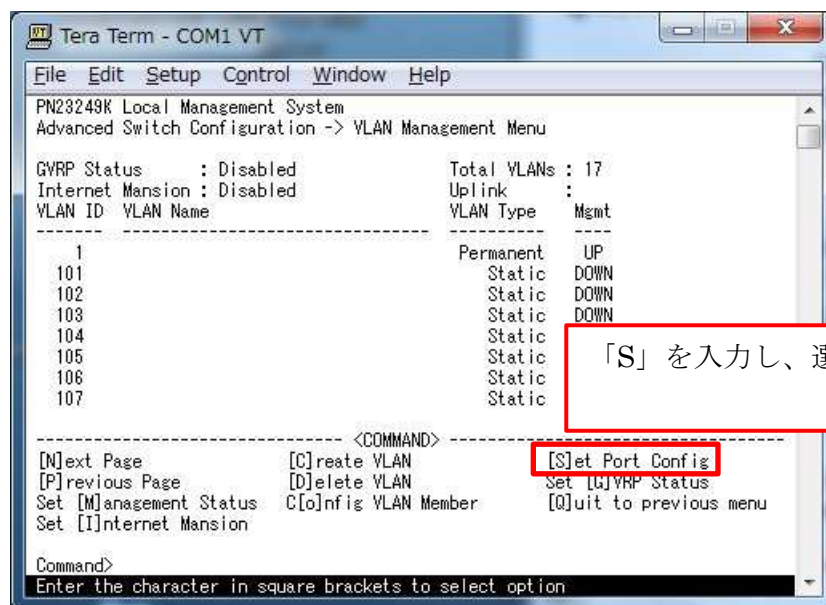 Tera Term - COM1 VT
File Edit Setup Control Window Help
PN23249K Local Management System
Advanced Switch Configuration -> VLAN Management Menu
GVRP Status : Disabled Total VLANs : 17
Internet Mansion : Disabled Uplink :
VLAN ID VLAN Name VLAN Type Mgmt
------- -------------------------------- ---------- ----
1 Permanent UP
101 Static DOWN
102 Static DOWN
103 Static DOWN
104 Static
105 Static
106 Static
107 Static
「S」を入力し、
----------------------------------- <COMMAND> -----------------------------------
[N]ext Page [C]reate VLAN [S]et Port Config
[P]revious Page [D]elete VLAN Set [G]VRP Status
Set [M]anagement Status C[o]nfig VLAN Member [Q]uit to previous menu
Set [I]nternet Mansion
Command>
Enter the character in square brackets to select option